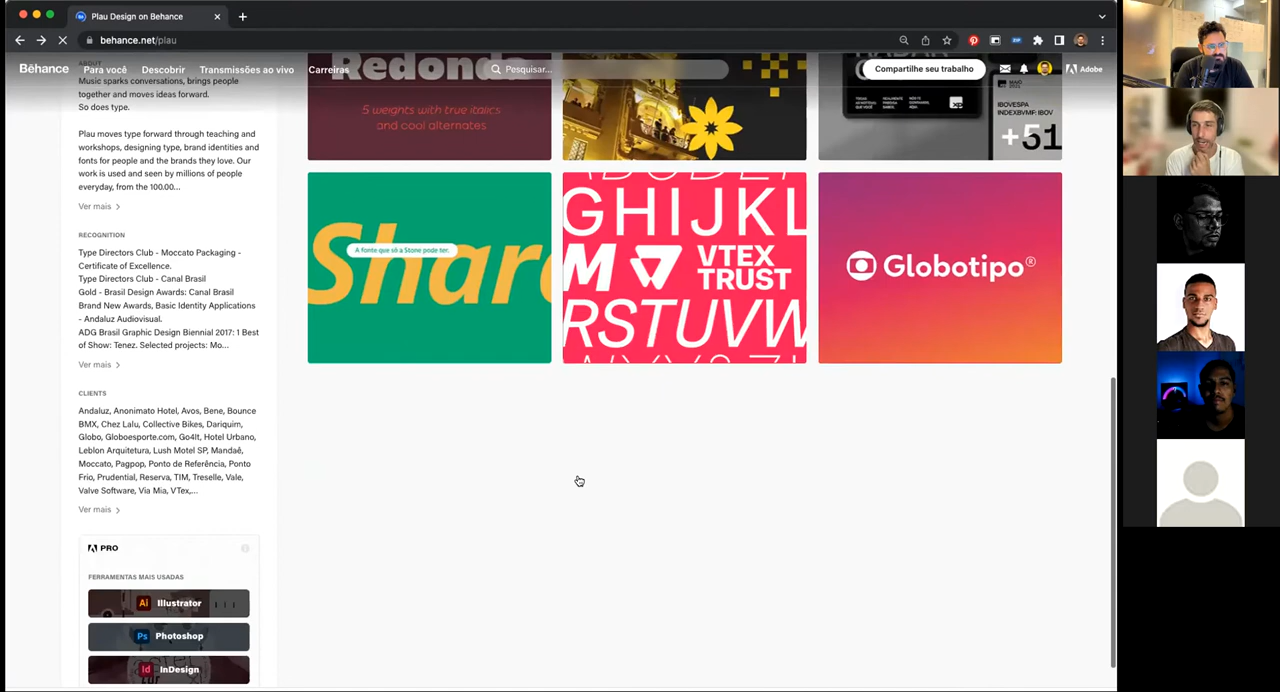 Plau Design on Behance
behance.net/plau
Bēhance
Para você
Descobrir
Transmissões ao vivo
Carreiras
Pesquisar...
Compartilhe seu trabalho
Adobe
ABOUT
Music sparks conversations, brings people
together and moves ideas forward.
So does type.
Plau moves type forward through teaching and
workshops, designing type, brand identities and
fonts for people and the brands they love. Our
work is used and seen by millions of people
everyday, from the 100.00...
Ver mais
RECOGNITION
Type Directors Club - Moccato Packaging -
Certificate of Excellence.
Type Directors Club - Canal Brasil
Gold - Brasil Design Awards: Canal Brasil
Brand New Awards, Basic Identity Applications
- Andaluz Audiovisual.
ADG Brasil Graphic Design Biennial 2017: 1 Best
of Show: Tenez. Selected projects: Mo...
Ver mais
CLIENTS
Andaluz, Anonimato Hotel, Avos, Bene, Bounce
BMX, Chez Lalu, Collective Bikes, Dariquim,
Globo, Globoesporte.com, Go4It, Hotel Urbano,
Leblon Arquitetura, Lush Motel SP, Mandaê,
Moccato, Pagpop, Ponto de Referência, Ponto
Frio, Prudential, Reserva, TIM, Treselle, Vale,
Valve Software, Via Mia, VTex,...
Ver mais
PRO
FERRAMENTAS MAIS USADAS
Ai Illustrator
Ps Photoshop
Id InDesign
Redond
5 weights with true italics
and cool alternates
xp
MAIO
IBOVESPA
INDEXBVMF: IBOV
+51
Share
A fonte que só a Stone pode ter.
GHIJKL
M
VTEX
TRUST
RSTUVW
Globotipo®